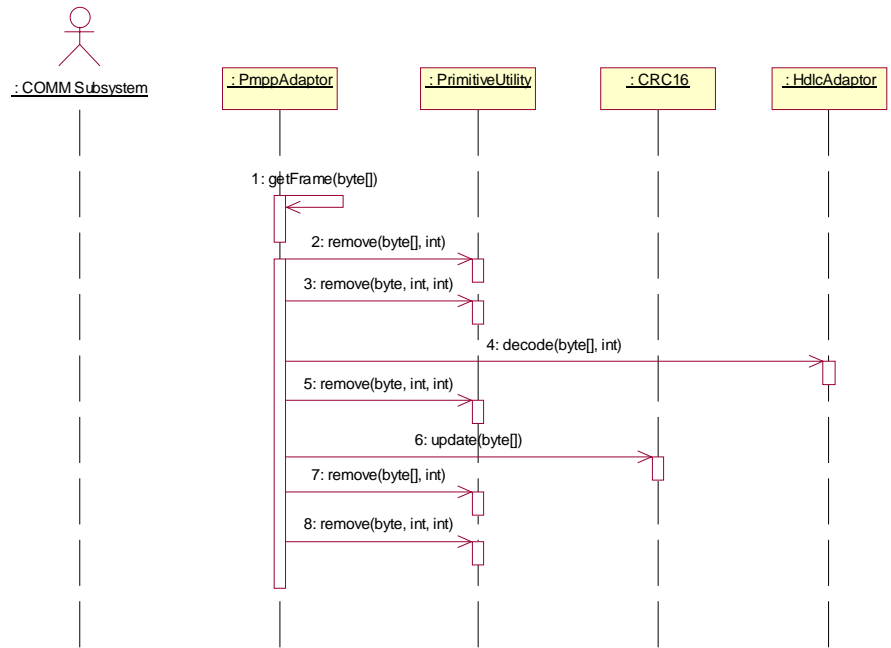 : COMM Subsystem
: PmppAdaptor
: PrimitiveUtility
: CRC16
: HdlcAdaptor
1: getFrame(byte[])
2: remove(byte[], int)
3: remove(byte, int, int)
4: decode(byte[], int)
5: remove(byte, int, int)
6: update(byte[])
7: remove(byte[], int)
8: remove(byte, int, int)